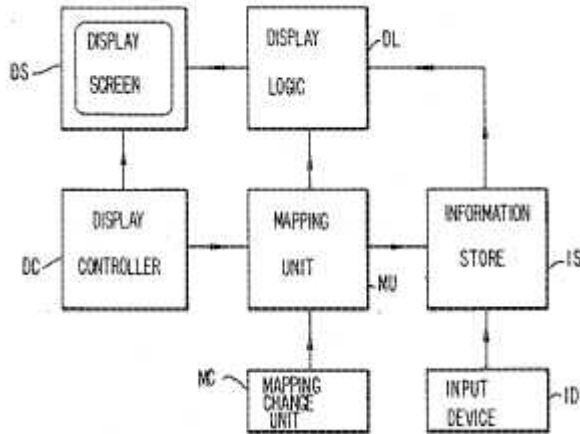 DISPLAY
SCREEN
DS
DISPLAY
LOGIC
DL
DISPLAY
CONTROLLER
DC
MAPPING
UNIT
MU
INFORMATION
STORE
IS
MC
MAPPING
CHANGE
UNIT
INPUT
DEVICE
ID